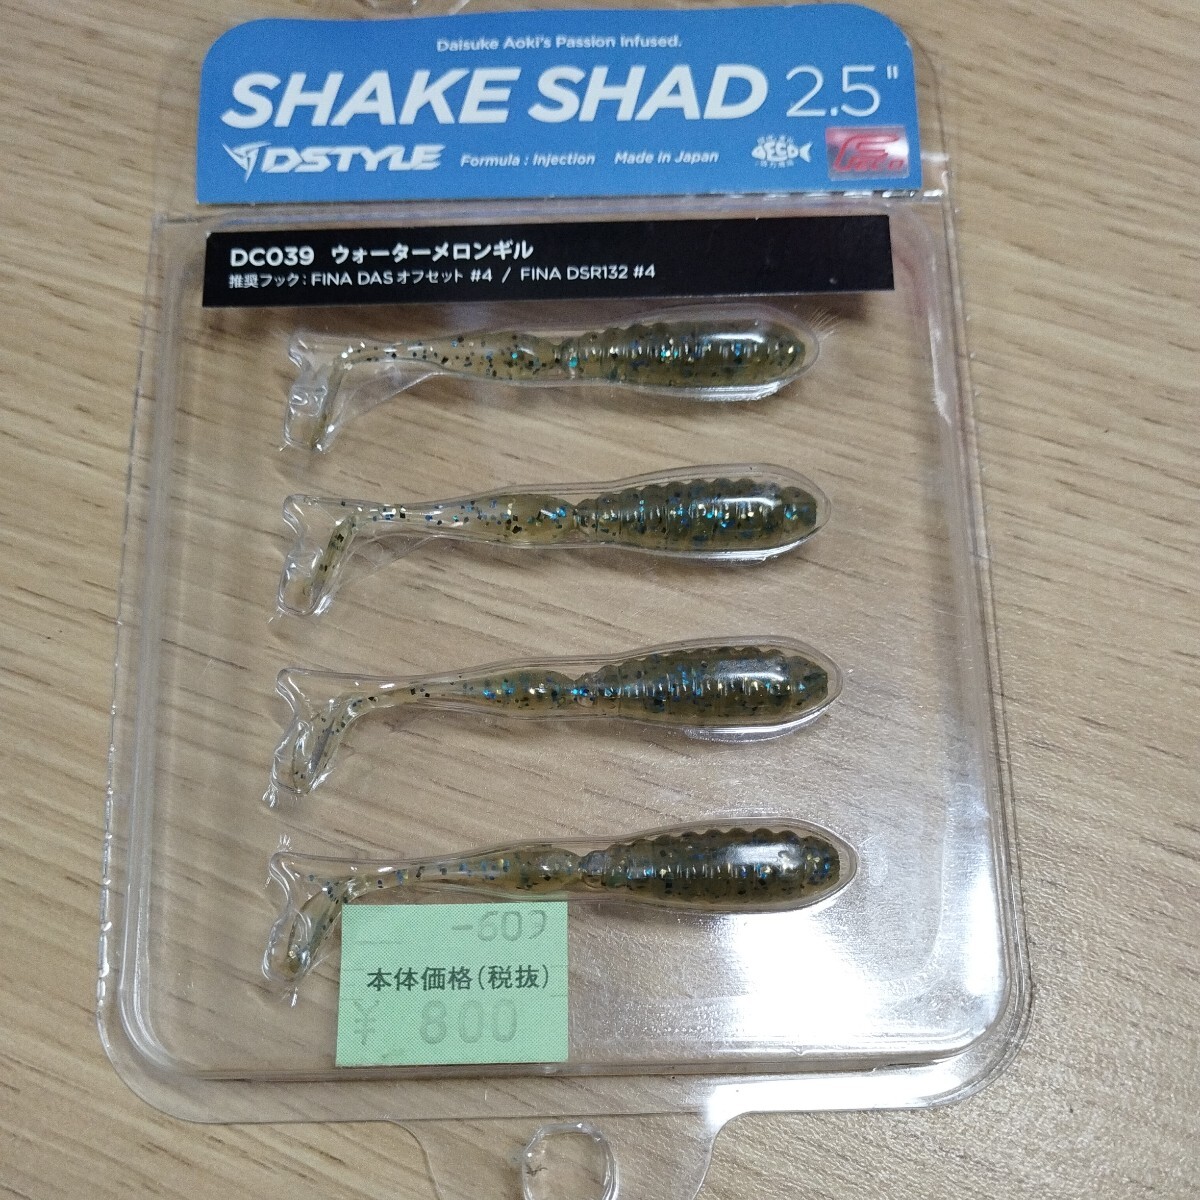 Daisuke Aoki's Passion Infused.
SHAKE SHAD 2.5"
DSTYLE Formula : Injection Made in Japan
DC039 ウォーターメロンギル
推奨フック : FINA DAS オフセット #4 / FINA DSR132 #4
本体価格(税抜)
¥ 800